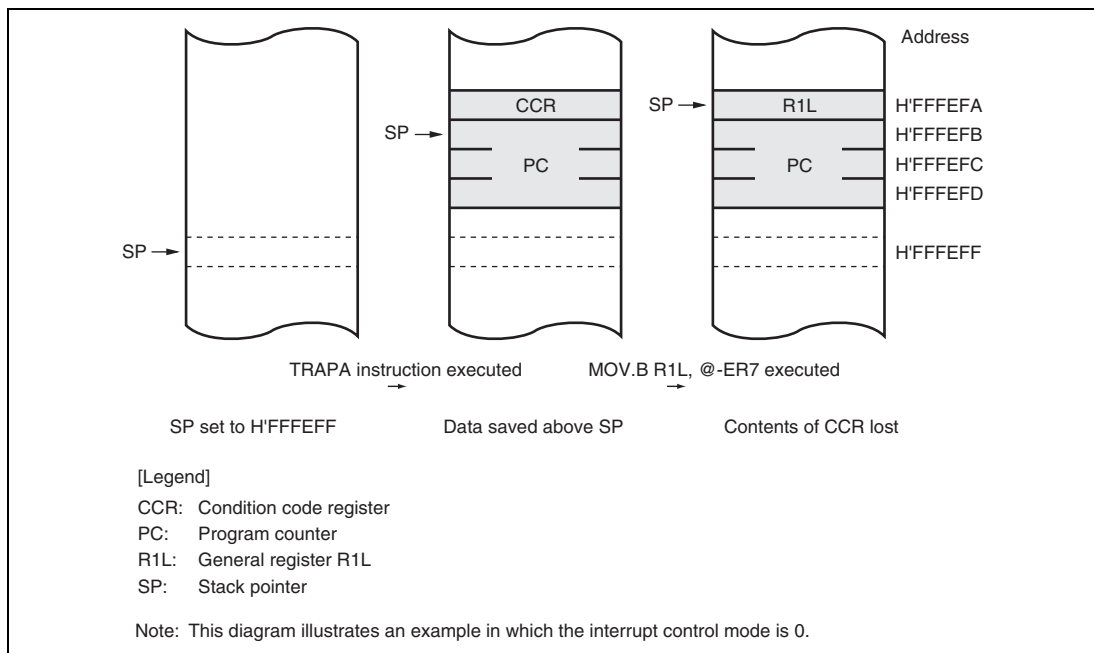 Address
CCR
SP
R1L
H'FFFEFA
SP
H'FFFEFB
PC
PC
H'FFFEFC
H'FFFEFD
SP
H'FFFEFF
TRAPA instruction executed
MOV.B R1L, @-ER7 executed
SP set to H'FFFEFF
Data saved above SP
Contents of CCR lost
[Legend]
CCR: Condition code register
PC: Program counter
R1L: General register R1L
SP: Stack pointer
Note: This diagram illustrates an example in which the interrupt control mode is 0.